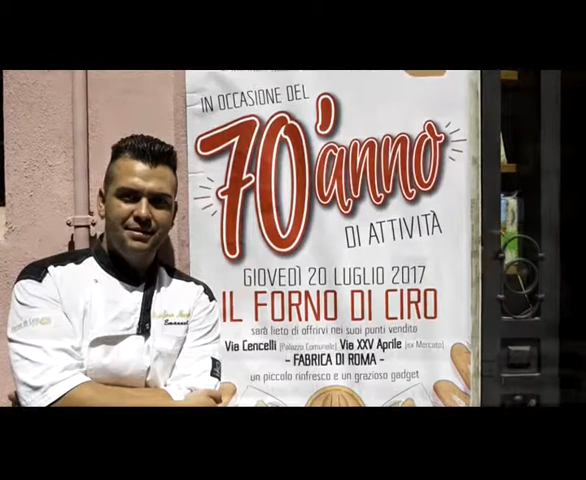 IN OCCASIONE DEL
70'anno
DI ATTIVITÀ
GIOVEDÌ 20 LUGLIO 2017
IL FORNO DI CIRO
sarà lieto di offrirvi nei suoi punti vendita
Via Cencelli (Palazzo Comunale) Via XXV Aprile (ex Mercato)
- FABRICA DI ROMA -
un piccolo rinfresco e un grazioso gadget
Emanuele